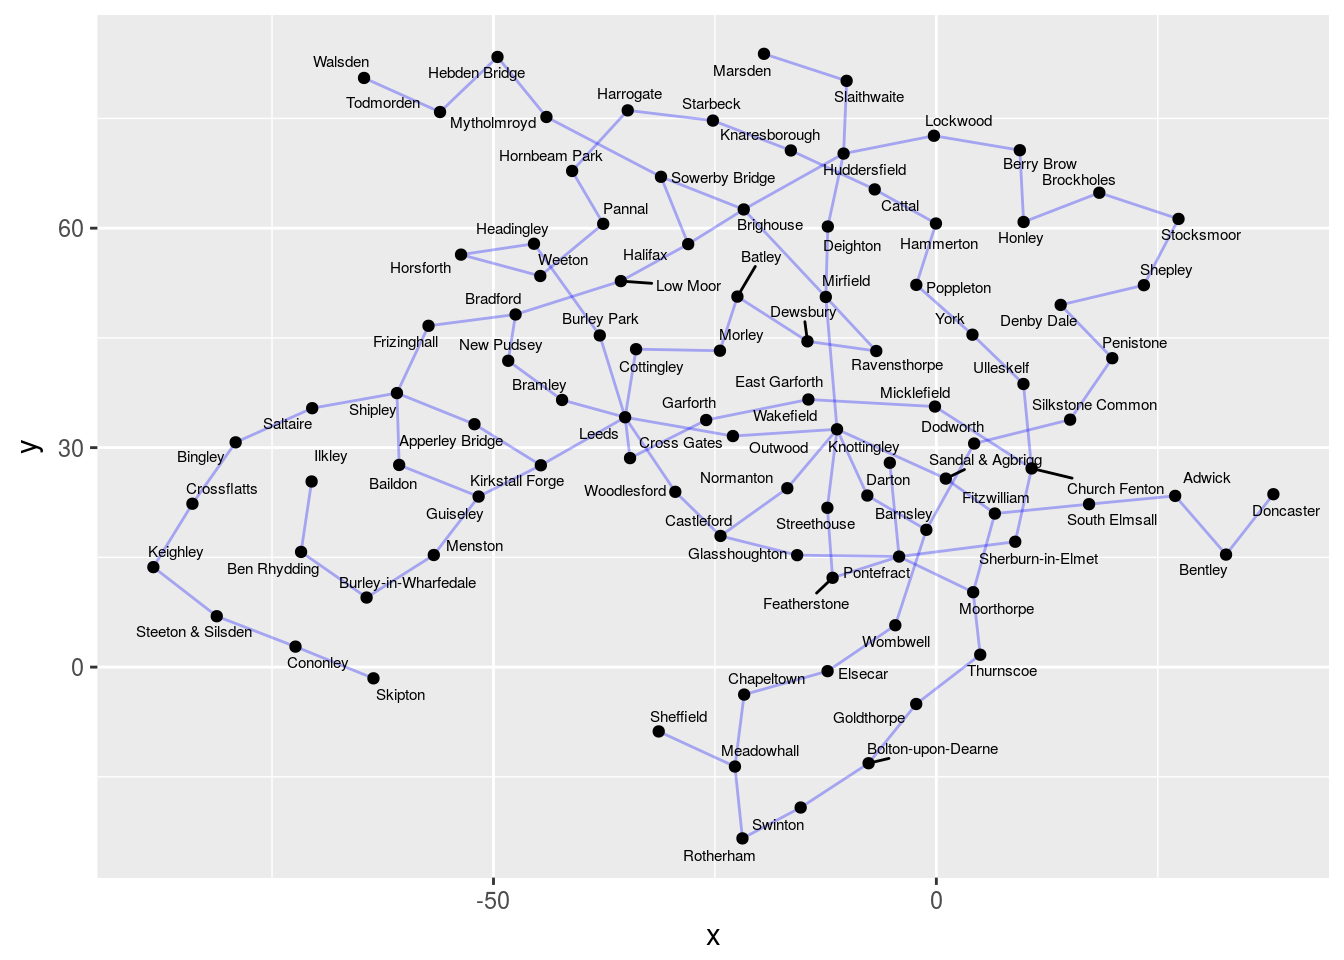 Walsden
Hebden Bridge
Marsden
Todmorden
Harrogate
Slaithwaite
Starbeck
Mytholmroyd
Knaresborough
Lockwood
Hornbeam Park
Huddersfield
Berry Brow
Sowerby Bridge
Brockholes
Pannal
Cattal
Headingley
Brighouse
Honley
Stocksmoor
60
Halifax
Deighton
Hammerton
Horsforth
Weeton
Batley
Shepley
Low Moor
Mirfield
Poppleton
Bradford
Burley Park
Dewsbury
York
Denby Dale
Frizinghall
New Pudsey
Morley
Penistone
Cottingley
Ravensthorpe
Ulleskelf
Bramley
East Garforth
Micklefield
Shipley
Garforth
Wakefield
Silkstone Common
Saltaire
Leeds
Dodworth
Apperley Bridge
Cross Gates
Outwood
Knottingley
y
30
Bingley
Ilkley
Sandal & Agbrigg
Baildon
Kirkstall Forge
Normanton
Darton
Adwick
Crossflatts
Woodlesford
Church Fenton
Fitzwilliam
Guiseley
Castleford
Streethouse
Barnsley
South Elmsall
Doncaster
Keighley
Menston
Glasshoughton
Sherburn-in-Elmet
Ben Rhydding
Burley-in-Wharfedale
Pontefract
Bentley
Featherstone
Moorthorpe
Steeton & Silsden
Wombwell
0
Cononley
Elsecar
Thurnscoe
Skipton
Chapeltown
Sheffield
Goldthorpe
Meadowhall
Bolton-upon-Dearne
Swinton
Rotherham
-50
0
x